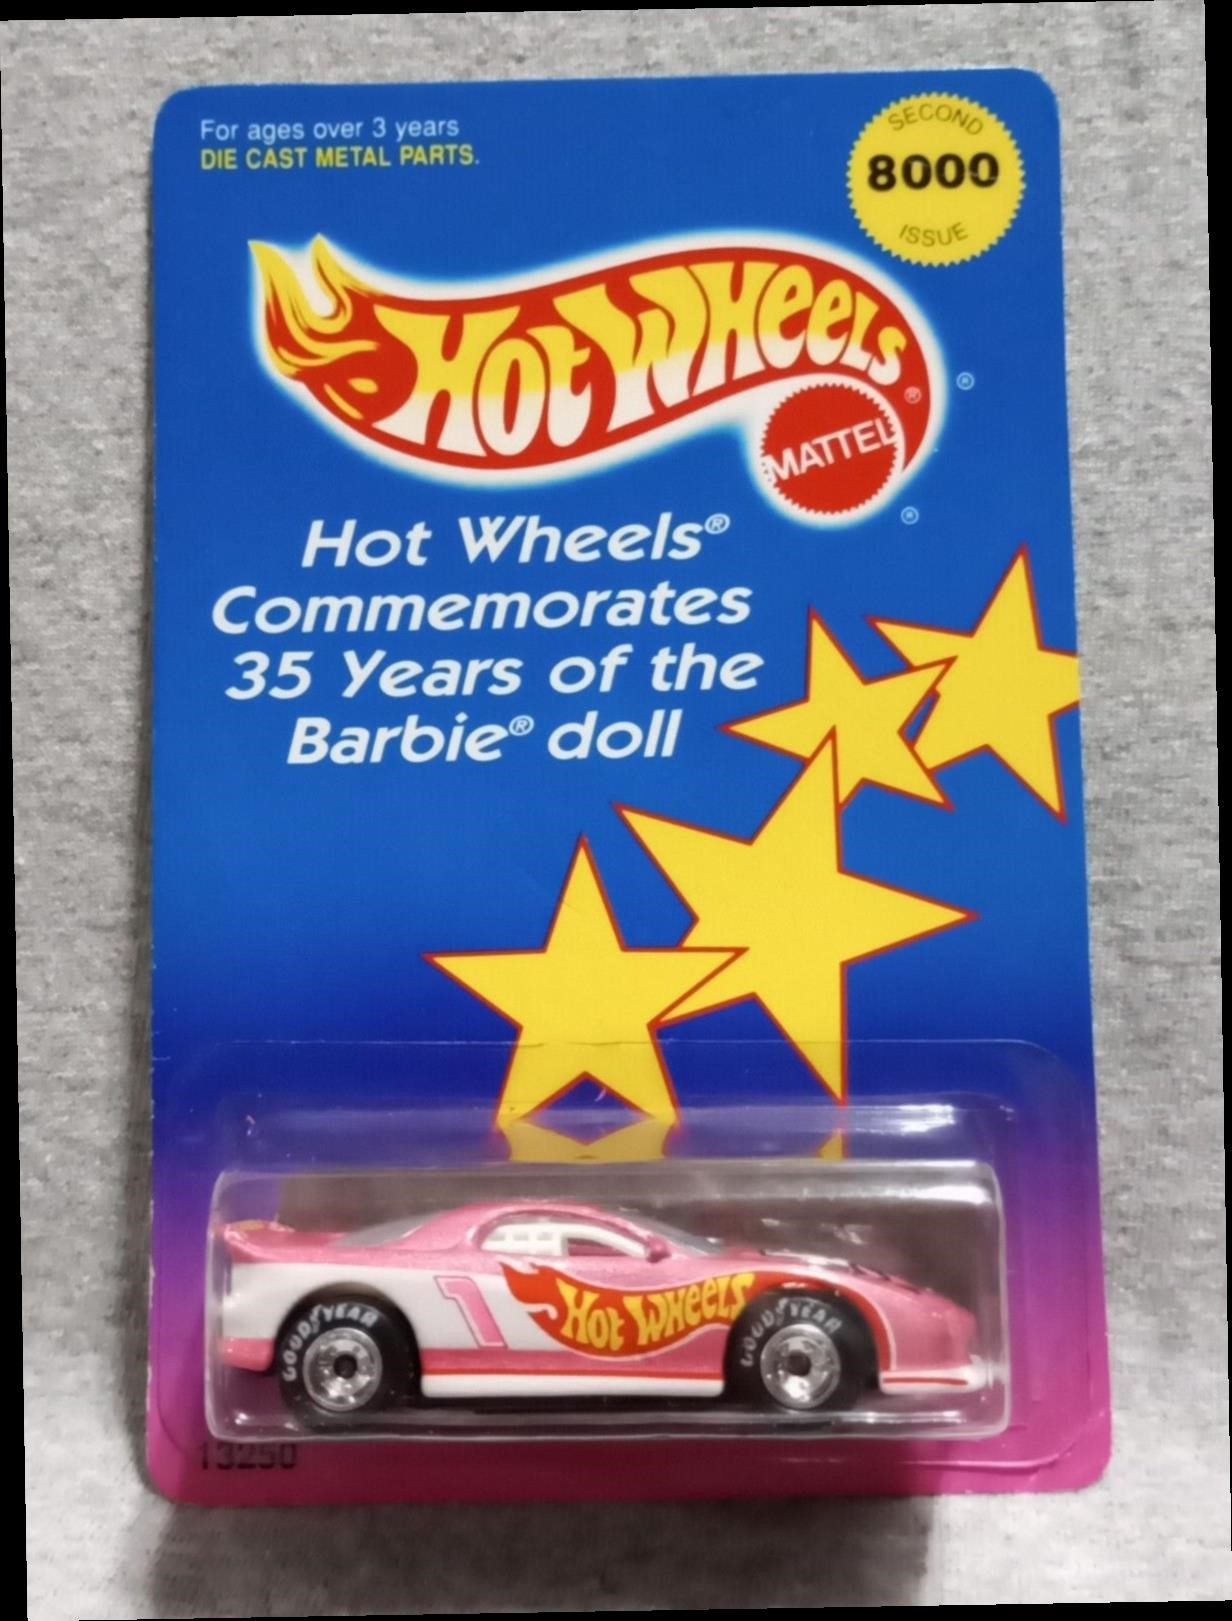 For ages over 3 years
DIE CAST METAL PARTS.
SECOND
8000
ISSUE
HOT WHEELS®
®
MATTEL
®
Hot Wheels®
Commemorates
35 Years of the
Barbie® doll
1
HOT WHEELS
GOODYEAR
GOODYEAR
13250